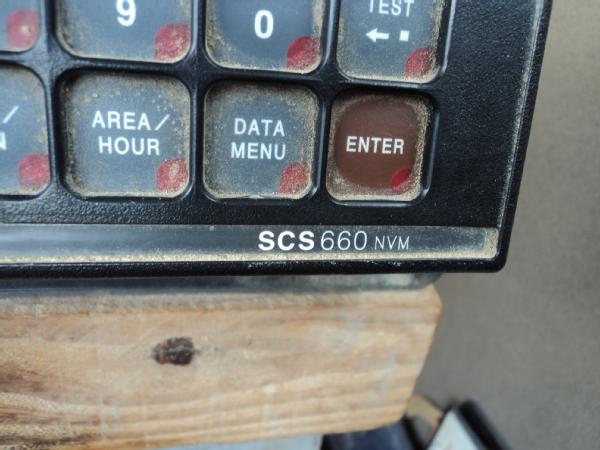 9
0
TEST
AREA/
HOUR
DATA
MENU
ENTER
SCS 660 NVM